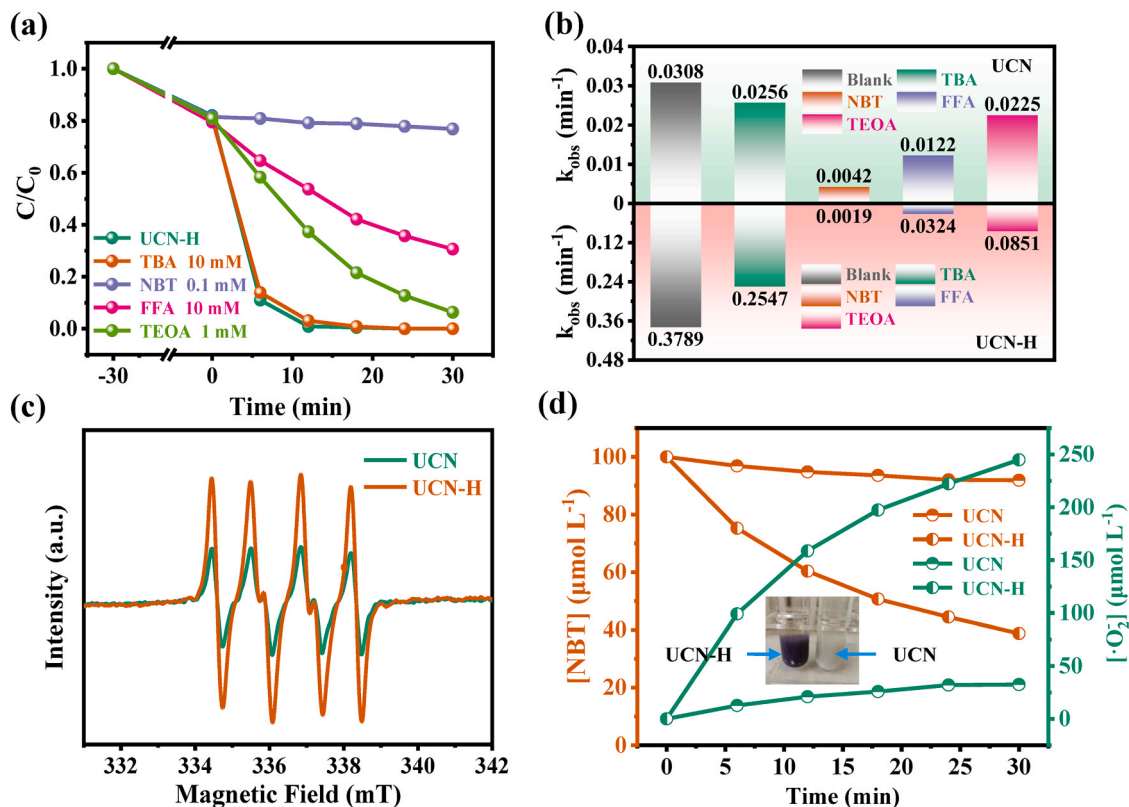 (a)
C/C0
1.0
0.8
0.6
0.4
0.2
0.0
UCN-H
TBA 10 mM
NBT 0.1 mM
FFA 10 mM
TEOA 1 mM
-30 0 10 20 30
Time (min)
(b)
kobs (min-1)
0.04
0.03
0.02
0.01
0
0.12
0.24
0.36
0.48
kobs (min-1)
UCN
Blank TBA
NBT FFA
TEOA
0.0308
0.0256
0.0042
0.0122
0.0225
0.3789
0.2547
0.0019
0.0324
0.0851
Blank TBA
NBT FFA
TEOA
UCN-H
(c)
Intensity (a.u.)
UCN
UCN-H
332 334 336 338 340 342
Magnetic Field (mT)
(d)
[NBT] (μmol L-1)
100
80
60
40
20
0
UCN
UCN-H
UCN
UCN-H
UCN-H UCN
250
200
150
100
50
0
[·O2-] (μmol L-1)
0 5 10 15 20 25 30
Time (min)